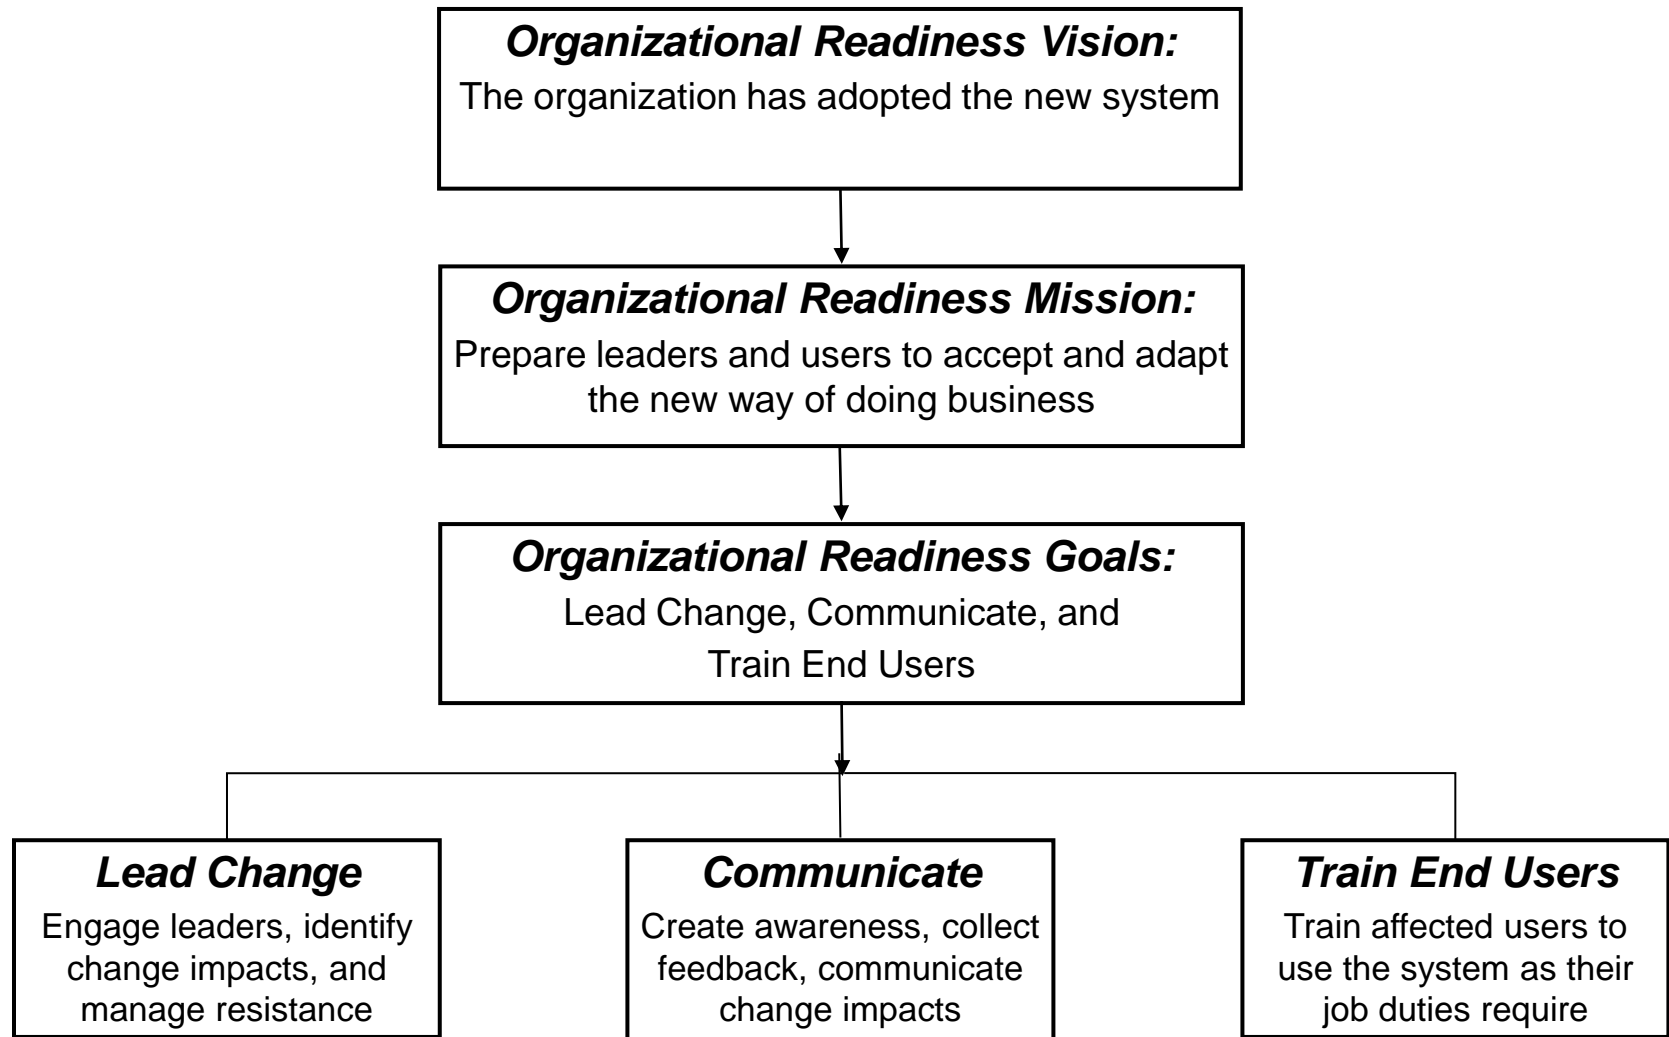 Organizational Readiness Vision:
The organization has adopted the new system
Organizational Readiness Mission:
Prepare leaders and users to accept and adapt
the new way of doing business
Organizational Readiness Goals:
Lead Change, Communicate, and
Train End Users
Lead Change
Engage leaders, identify
change impacts, and
manage resistance
Communicate
Create awareness, collect
feedback, communicate
change impacts
Train End Users
Train affected users to
use the system as their
job duties require